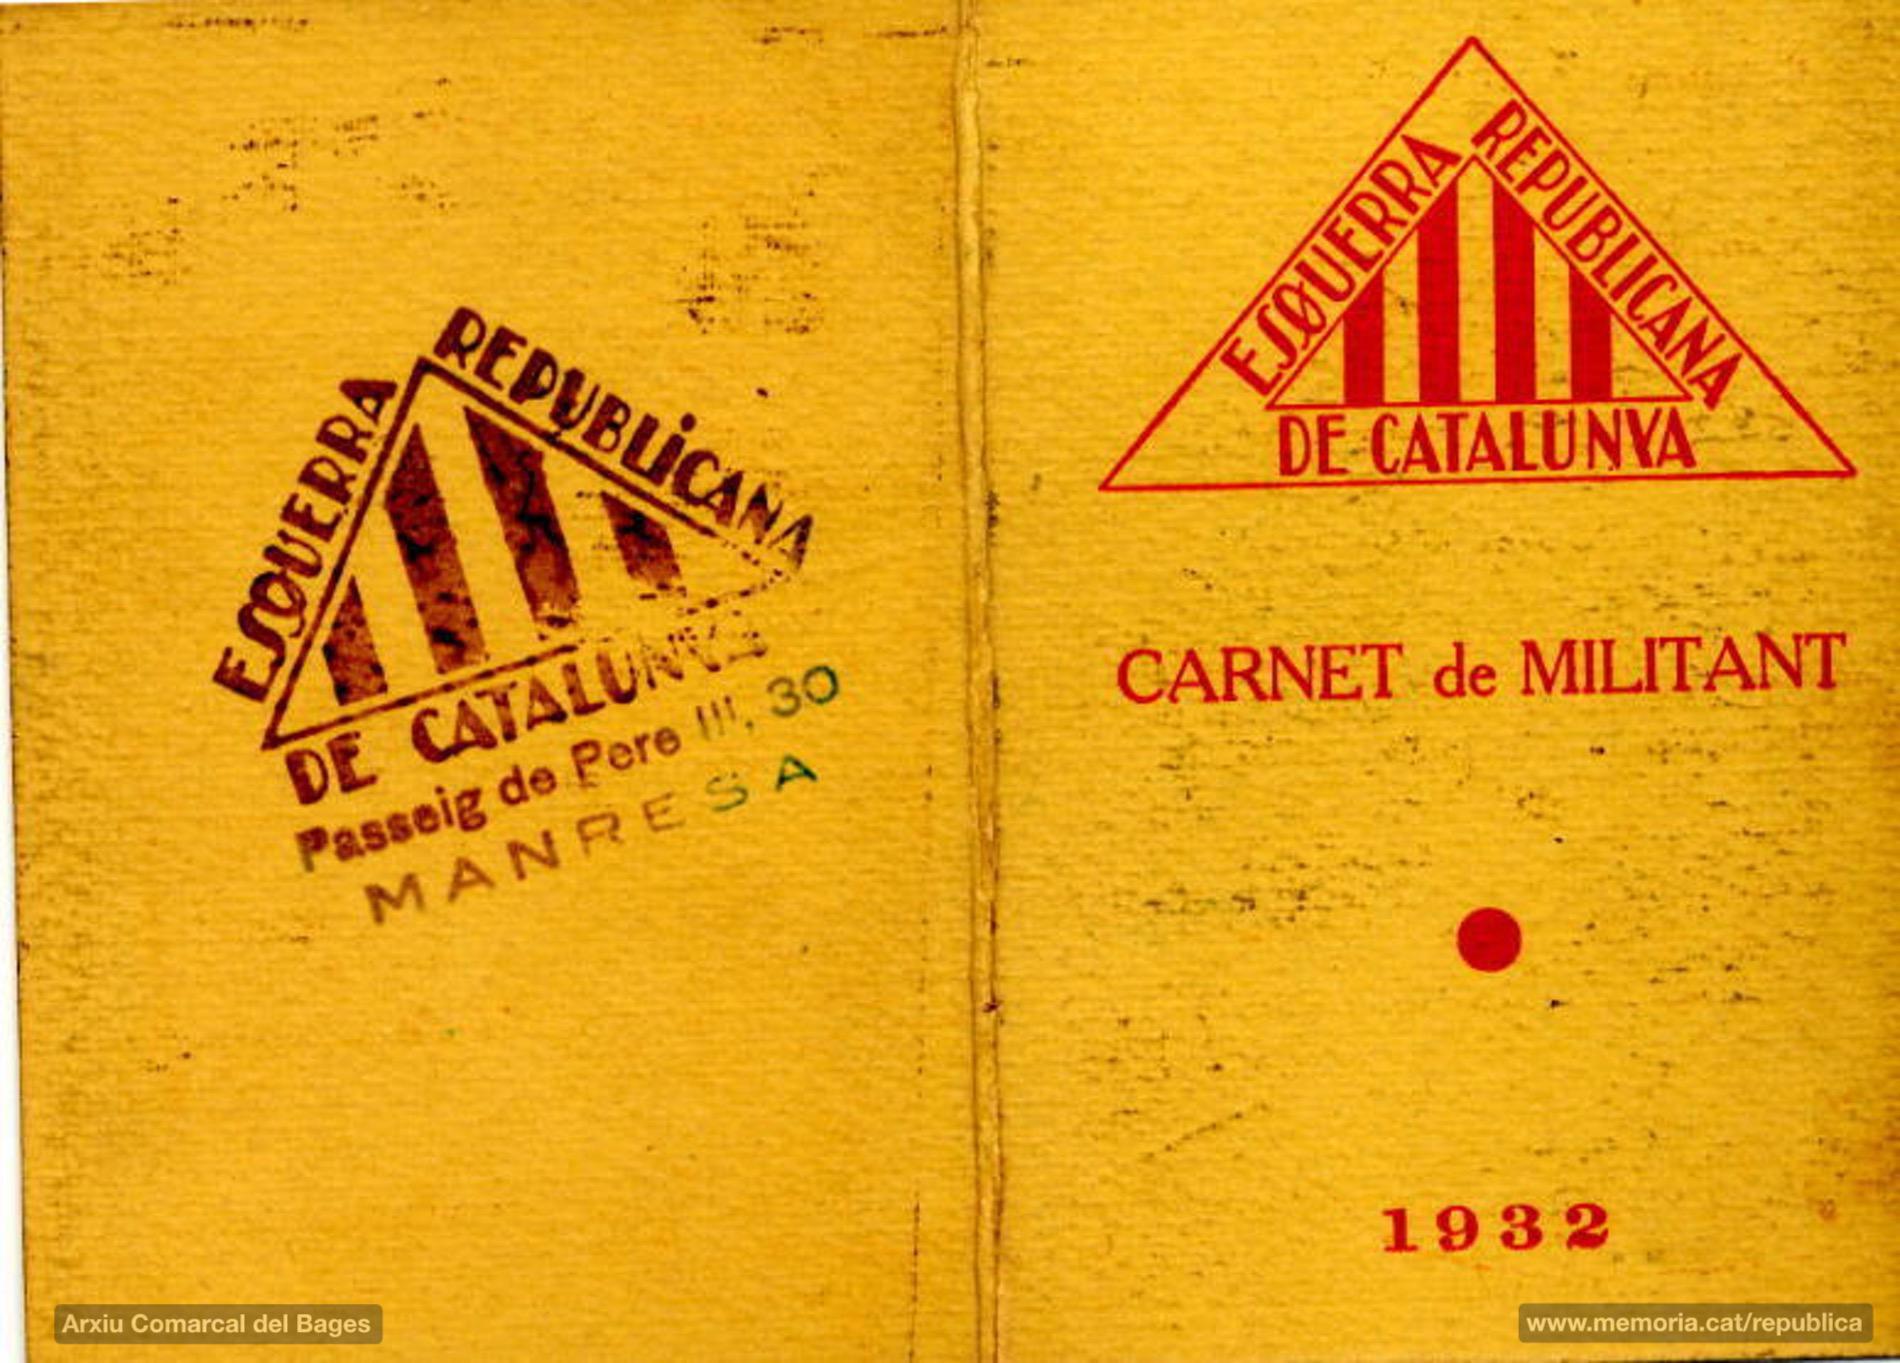 ESQUERRA
REPUBLICANA
DE CATALUNYA
Passeig de Pere III, 30
MANRESA
ESQUERRA
REPUBLICANA
DE CATALUNYA
CARNET de MILITANT
1932
Arxiu Comarcal del Bages
www.memoria.cat/republica